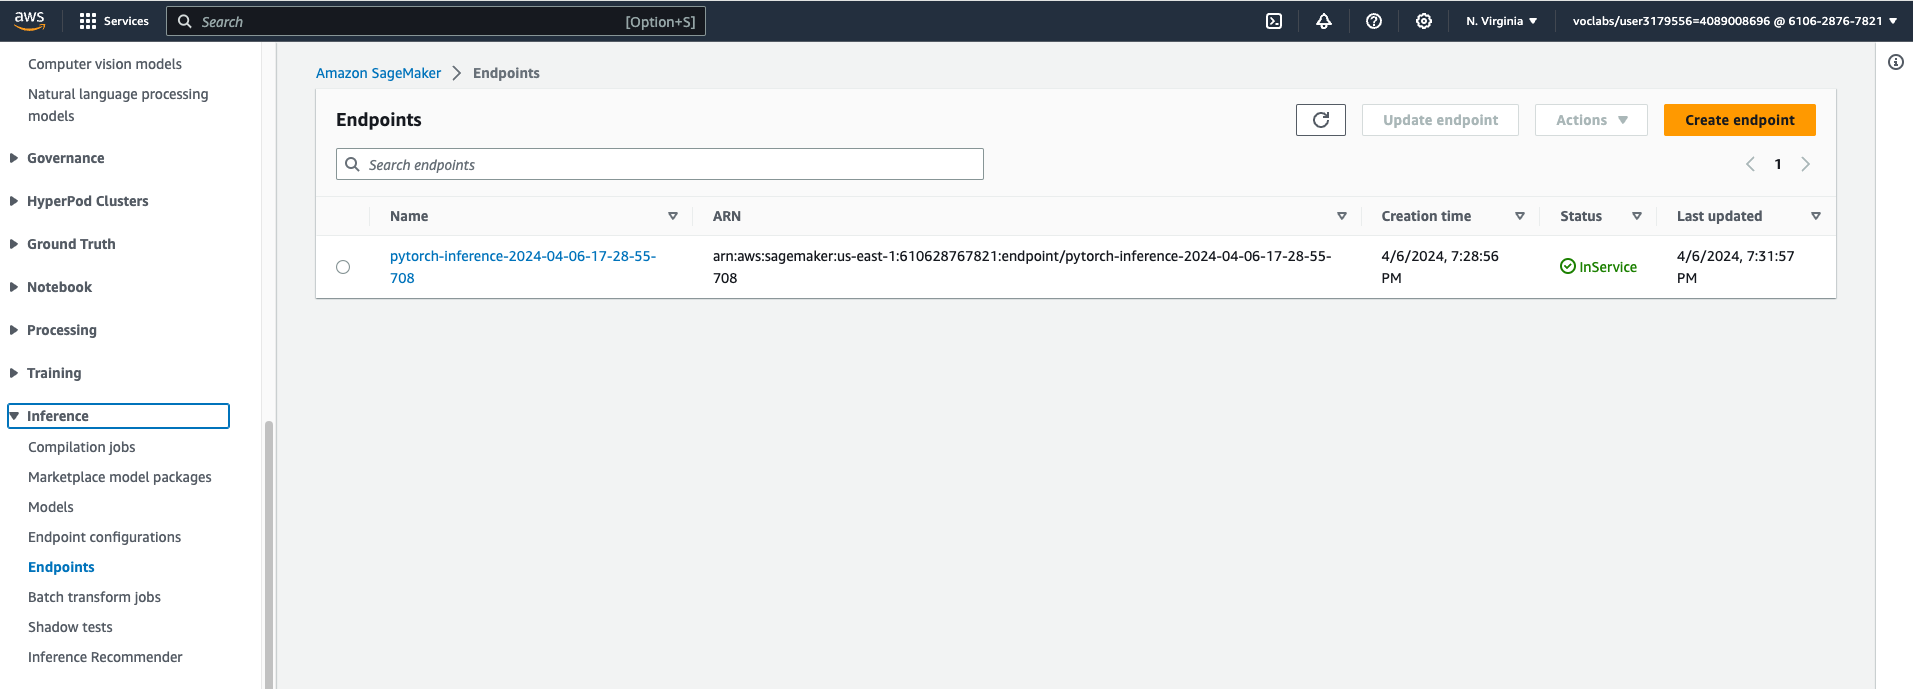 aws
Services
Search
[Option+S]
N. Virginia
voclabs/user3179556=4089008696 @ 6106-2876-7821
Computer vision models
Natural language processing
models
Governance
HyperPod Clusters
Ground Truth
Notebook
Processing
Training
Inference
Compilation jobs
Marketplace model packages
Models
Endpoint configurations
Endpoints
Batch transform jobs
Shadow tests
Inference Recommender
Amazon SageMaker
Endpoints
Endpoints
Update endpoint
Actions
Create endpoint
Search endpoints
1
Name
ARN
Creation time
Status
Last updated
pytorch-inference-2024-04-06-17-28-55-
708
arn:aws:sagemaker:us-east-1:610628767821:endpoint/pytorch-inference-2024-04-06-17-28-55-
708
4/6/2024, 7:28:56
PM
InService
4/6/2024, 7:31:57
PM